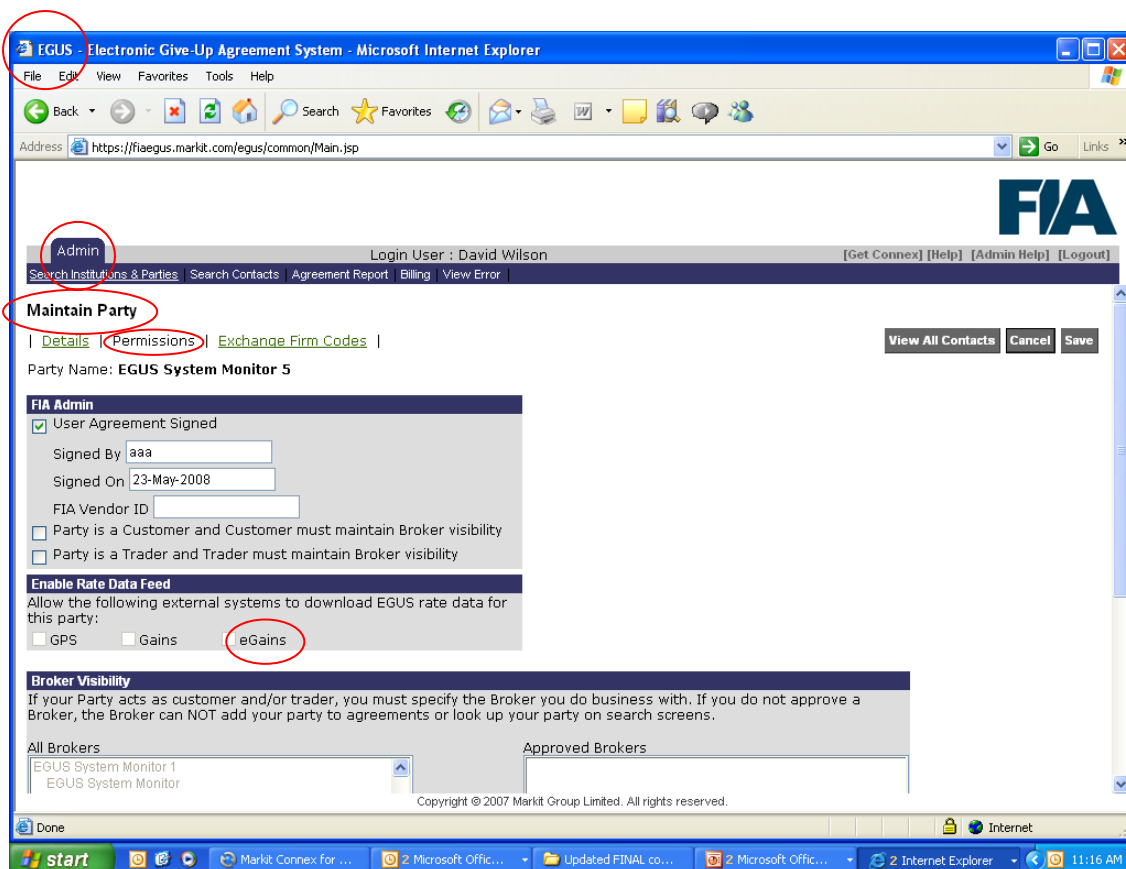 EGUS - Electronic Give-Up Agreement System - Microsoft Internet Explorer
File Edit View Favorites Tools Help
Back Search Favorites
Address https://fiaegus.markit.com/egus/common/Main.jsp Go Links »
FIA
Admin Login User : David Wilson [Get Connex] [Help] [Admin Help] [Logout]
Search Institutions & Parties | Search Contacts | Agreement Report | Billing | View Error |
Maintain Party
| Details | Permissions | Exchange Firm Codes | View All Contacts Cancel Save
Party Name: EGUS System Monitor 5
FIA Admin
User Agreement Signed
Signed By aaa
Signed On 23-May-2008
FIA Vendor ID
Party is a Customer and Customer must maintain Broker visibility
Party is a Trader and Trader must maintain Broker visibility
Enable Rate Data Feed
Allow the following external systems to download EGUS rate data for
this party:
GPS Gains eGains
Broker Visibility
If your Party acts as customer and/or trader, you must specify the Broker you do business with. If you do not approve a
Broker, the Broker can NOT add your party to agreements or look up your party on search screens.
All Brokers Approved Brokers
EGUS System Monitor 1
EGUS System Monitor
Copyright © 2007 Markit Group Limited. All rights reserved.
Done Internet
start Markit Connex for ... 2 Microsoft Offic... Updated FINAL co... 2 Microsoft Offic... 2 Internet Explorer 11:16 AM